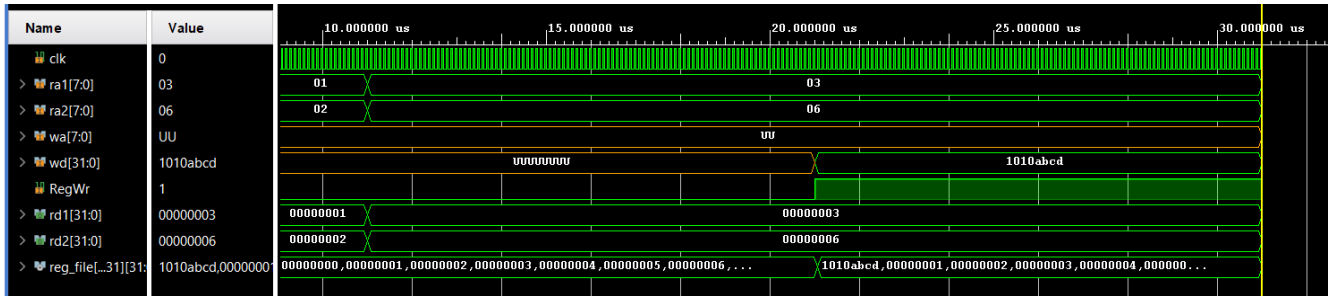 Name Value 10.000000 us 15.000000 us 20.000000 us 25.000000 us 30.000000 us
clk 0
ra1[7:0] 03 01 03
ra2[7:0] 06 02 06
wa[7:0] UU UU
wd[31:0] 1010abcd UUUUUUUU 1010abcd
RegWr 1
rd1[31:0] 00000003 00000001 00000003
rd2[31:0] 00000006 00000002 00000006
reg_file[...31][31: 1010abcd,00000001 00000000,00000001,00000002,00000003,00000004,00000005,00000006,... 1010abcd,00000001,00000002,00000003,00000004,000000...